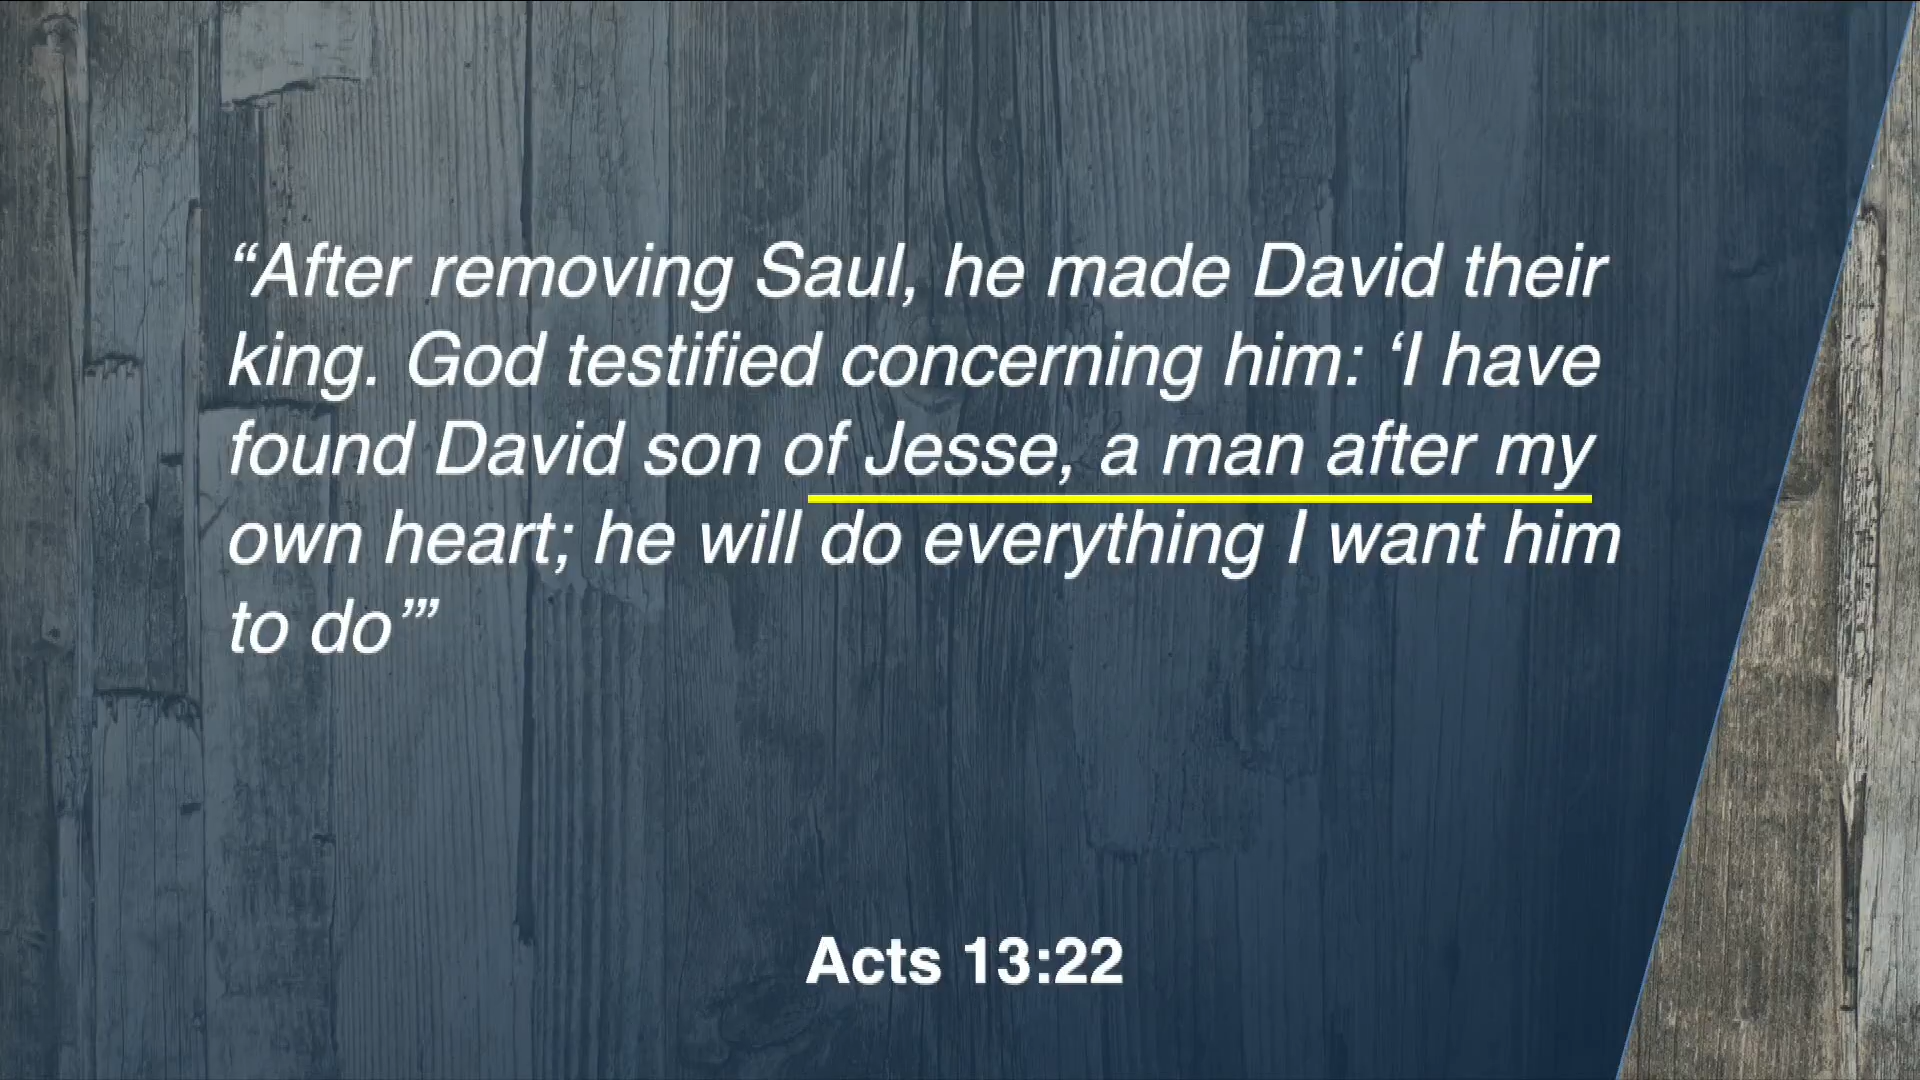 “After removing Saul, he made David their
king. God testified concerning him: ‘I have
found David son of Jesse, a man after my
own heart; he will do everything I want him
to do’”
Acts 13:22